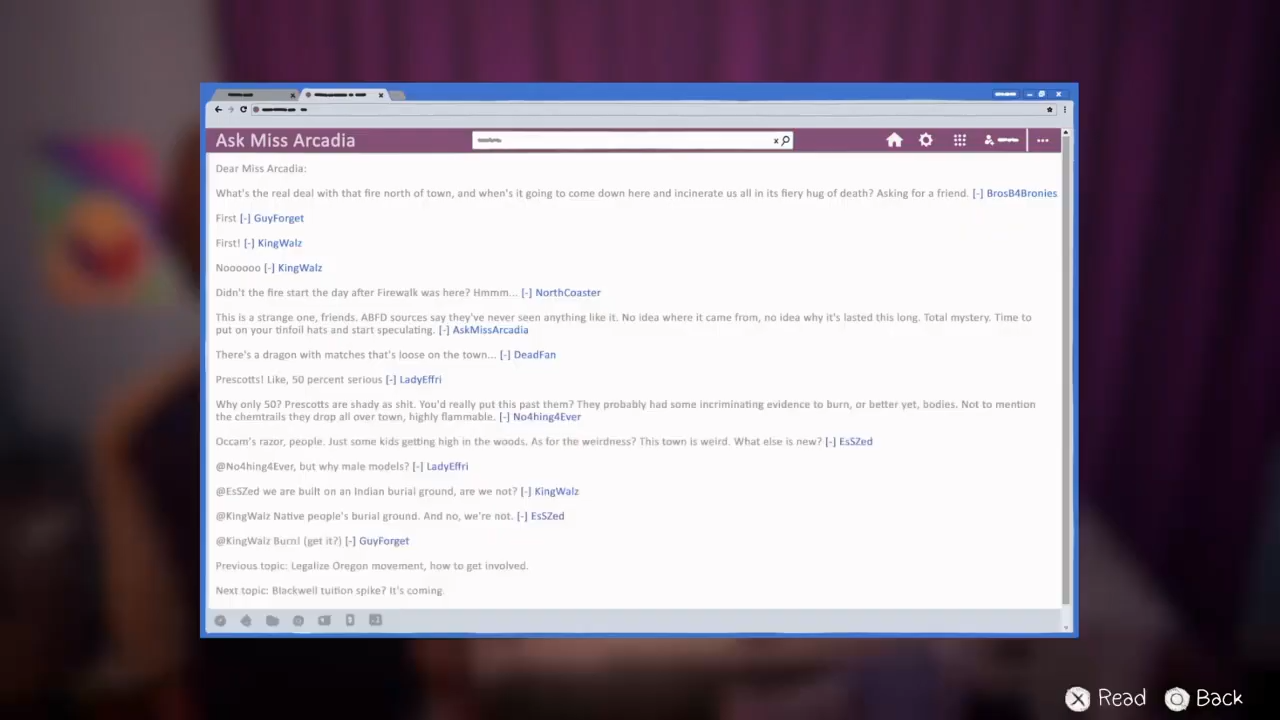 Ask Miss Arcadia
Dear Miss Arcadia:
What's the real deal with that fire north of town, and when's it going to come down here and incinerate us all in its fiery hug of death? Asking for a friend. [-] BrosB4Bronies
First [-] GuyForget
First! [-] KingWalz
Noooooo [-] KingWalz
Didn't the fire start the day after Firewalk was here? Hmmm... [-] NorthCoaster
This is a strange one, friends. ABFD sources say they've never seen anything like it. No idea where it came from, no idea why it's lasted this long. Total mystery. Time to
put on your tinfoil hats and start speculating. [-] AskMissArcadia
There's a dragon with matches that's loose on the town... [-] DeadFan
Prescotts! Like, 50 percent serious [-] LadyEffri
Why only 50? Prescotts are shady as shit. You'd really put this past them? They probably had some incriminating evidence to burn, or better yet, bodies. Not to mention
the chemtrails they drop all over town, highly flammable. [-] No4hing4Ever
Occam's razor, people. Just some kids getting high in the woods. As for the weirdness? This town is weird. What else is new? [-] EsSZed
@No4hing4Ever, but why male models? [-] LadyEffri
@EsSZed we are built on an Indian burial ground, are we not? [-] KingWalz
@KingWalz Native people's burial ground. And no, we're not. [-] EsSZed
@KingWalz Burn! (get it?) [-] GuyForget
Previous topic: Legalize Oregon movement, how to get involved.
Next topic: Blackwell tuition spike? It's coming.
Read Back